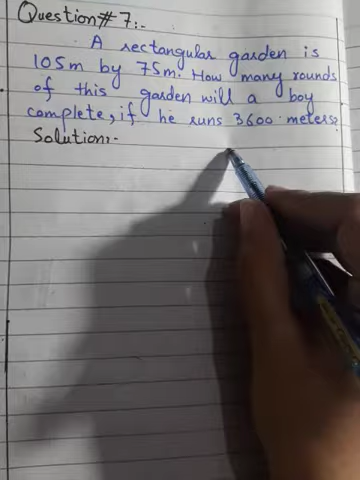 Question# 7:-
A rectangular garden is
105m by 75m. How many rounds
of this garden will a boy
complete, if he runs 3600 meters?
Solution:-